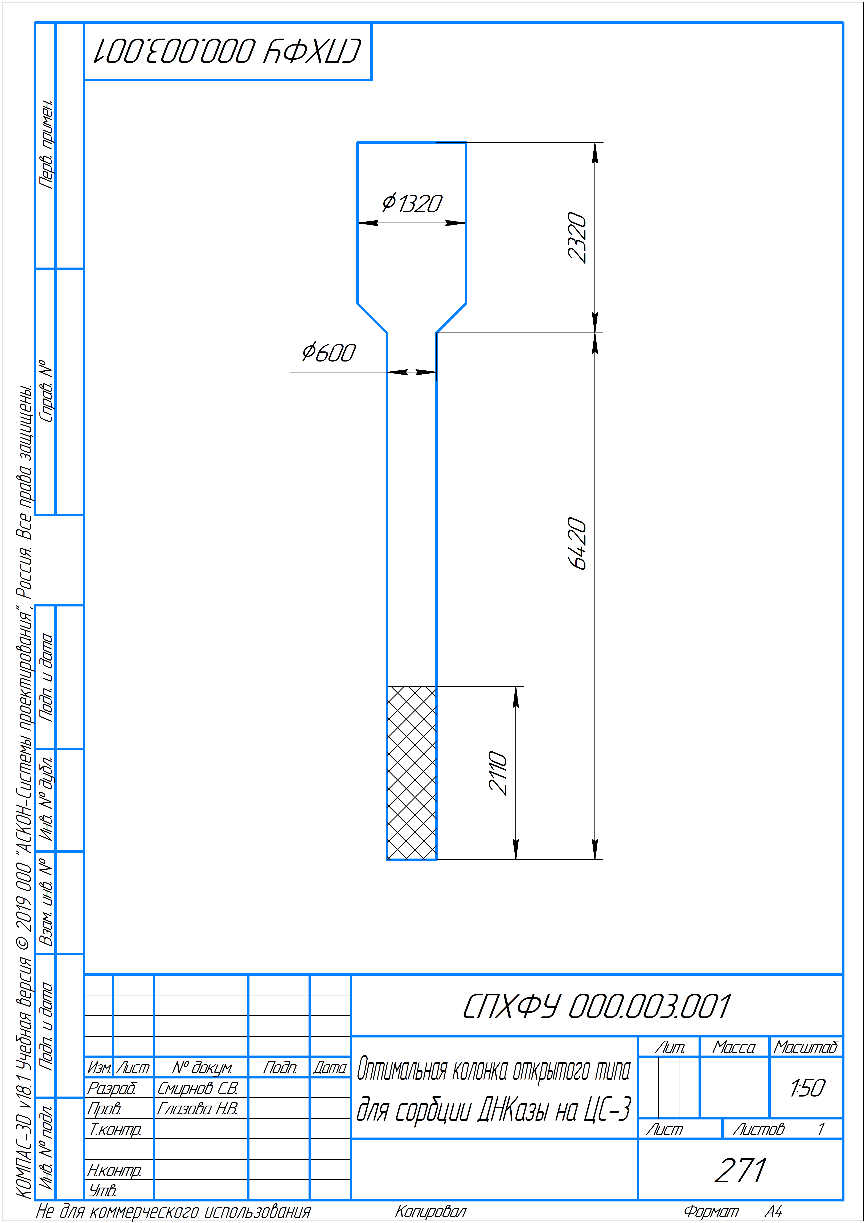 СПХФУ 000.003.001
Перв. примен.
Справ. №
Подп. и дата
Инв. № дубл.
Взам. инв. №
Подп. и дата
Инв. № подл.
КОМПАС-3D v18.1 Учебная версия © 2019 ООО "АСКОН-Системы проектирования", Россия. Все права защищены.
⌀1320
2320
⌀600
6420
2110
СПХФУ 000.003.001
Изм. Лист № докум. Подп. Дата
Разраб. Смирнов С.В.
Пров. Глазова Н.В.
Т.контр.
Н.контр.
Утв.
Оптимальная колонка открытого типа
для сорбции ДНКазы на ЦС-3
Лит. Масса Масштаб
1:50
Лист Листов 1
271
Не для коммерческого использования Копировал Формат А4